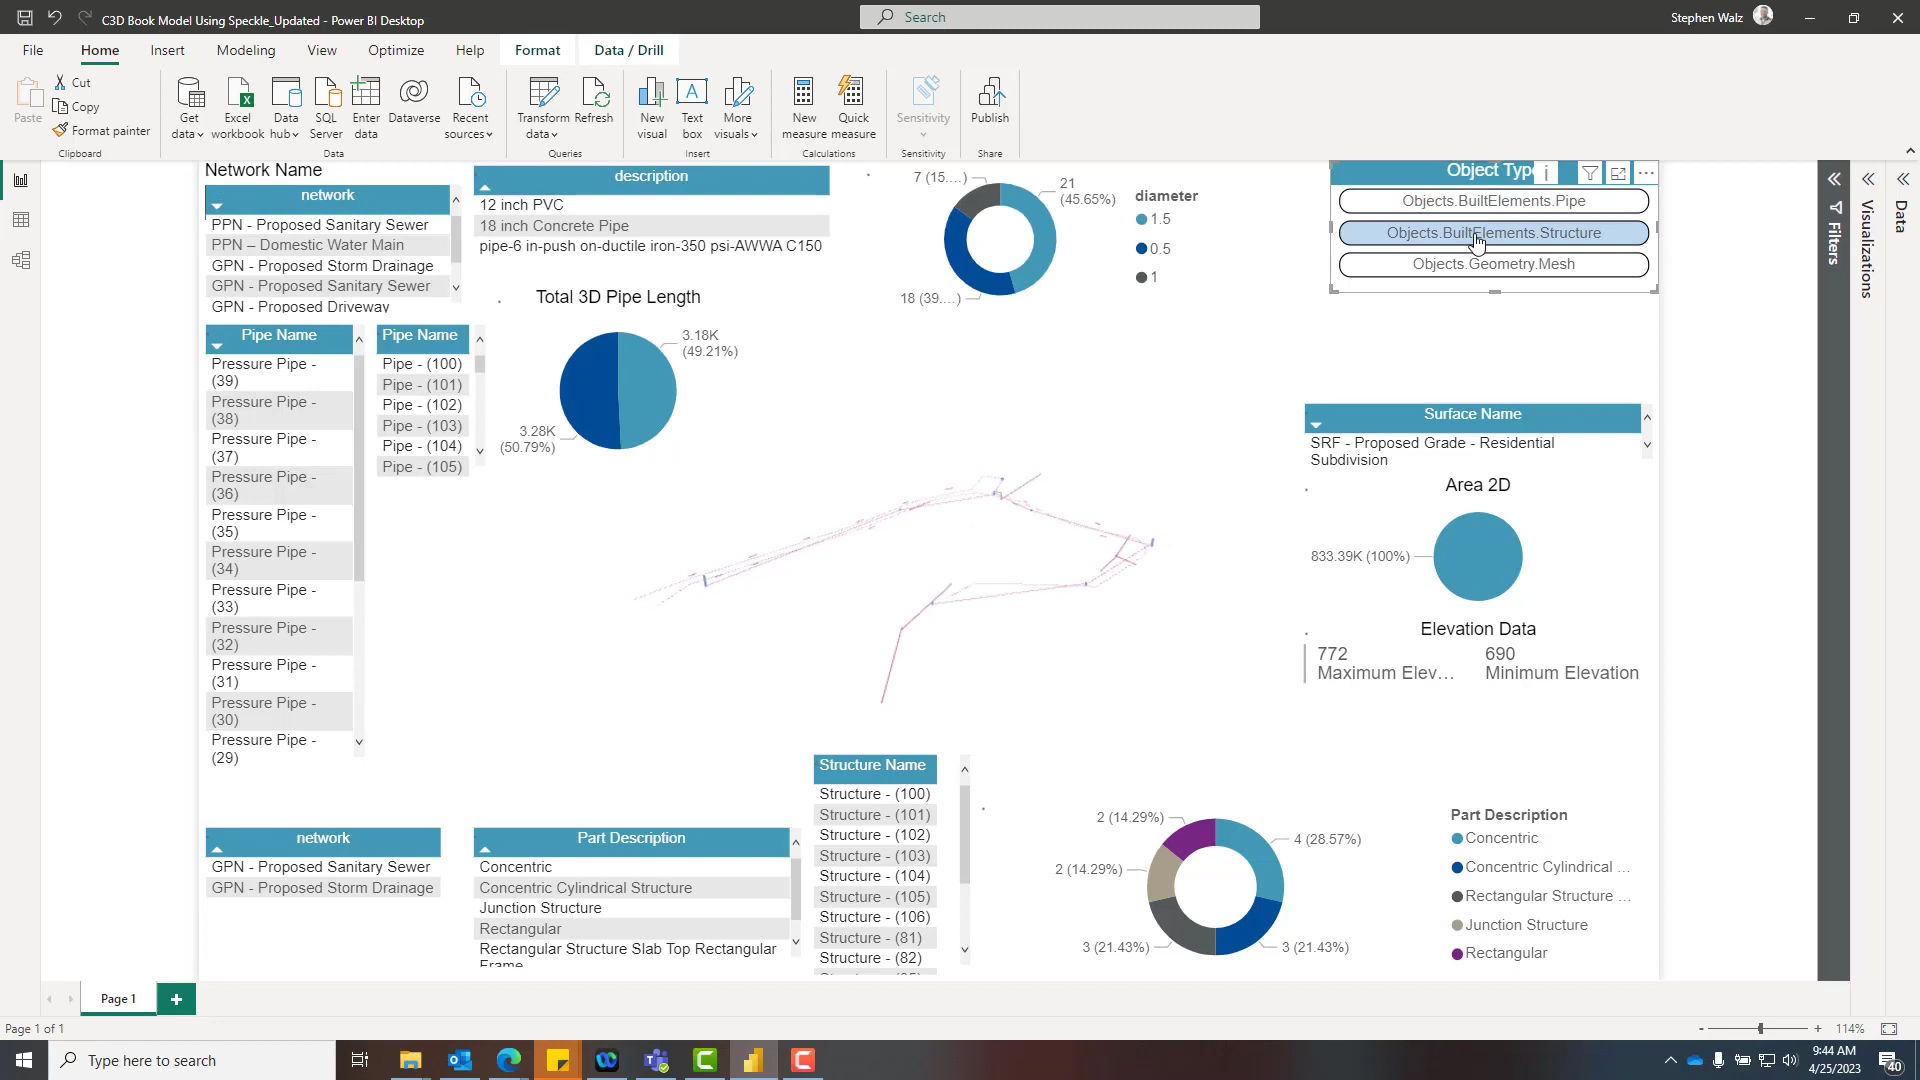 C3D Book Model Using Speckle_Updated - Power BI Desktop
Search
Stephen Walz
File
Home
Insert
Modeling
View
Optimize
Help
Format
Data / Drill
Paste
Cut
Copy
Format painter
Clipboard
Get data
Excel workbook
Data hub
SQL Server
Enter data
Dataverse
Recent sources
Data
Transform data
Refresh
Queries
New visual
Text box
More visuals
Insert
New measure
Quick measure
Calculations
Sensitivity
Sensitivity
Publish
Share
Network Name
network
PPN - Proposed Sanitary Sewer
PPN – Domestic Water Main
GPN - Proposed Storm Drainage
GPN - Proposed Sanitary Sewer
GPN - Proposed Driveway
description
12 inch PVC
18 inch Concrete Pipe
pipe-6 in-push on-ductile iron-350 psi-AWWA C150
7 (15....)
21
(45.65%)
18 (39....)
diameter
1.5
0.5
1
Object Type
Objects.BuiltElements.Pipe
Objects.BuiltElements.Structure
Objects.Geometry.Mesh
Filters
Visualizations
Data
Total 3D Pipe Length
3.18K
(49.21%)
3.28K
(50.79%)
Pipe Name
Pressure Pipe -
(39)
Pressure Pipe -
(38)
Pressure Pipe -
(37)
Pressure Pipe -
(36)
Pressure Pipe -
(35)
Pressure Pipe -
(34)
Pressure Pipe -
(33)
Pressure Pipe -
(32)
Pressure Pipe -
(31)
Pressure Pipe -
(30)
Pressure Pipe -
(29)
Pipe Name
Pipe - (100)
Pipe - (101)
Pipe - (102)
Pipe - (103)
Pipe - (104)
Pipe - (105)
Surface Name
SRF - Proposed Grade - Residential
Subdivision
Area 2D
833.39K (100%)
Elevation Data
772
Maximum Elev...
690
Minimum Elevation
network
GPN - Proposed Sanitary Sewer
GPN - Proposed Storm Drainage
Part Description
Concentric
Concentric Cylindrical Structure
Junction Structure
Rectangular
Rectangular Structure Slab Top Rectangular
Frame
Structure Name
Structure - (100)
Structure - (101)
Structure - (102)
Structure - (103)
Structure - (104)
Structure - (105)
Structure - (106)
Structure - (81)
Structure - (82)
2 (14.29%)
4 (28.57%)
2 (14.29%)
3 (21.43%)
3 (21.43%)
Part Description
Concentric
Concentric Cylindrical ...
Rectangular Structure ...
Junction Structure
Rectangular
Page 1
Page 1 of 1
114%
Type here to search
9:44 AM
4/25/2023
40